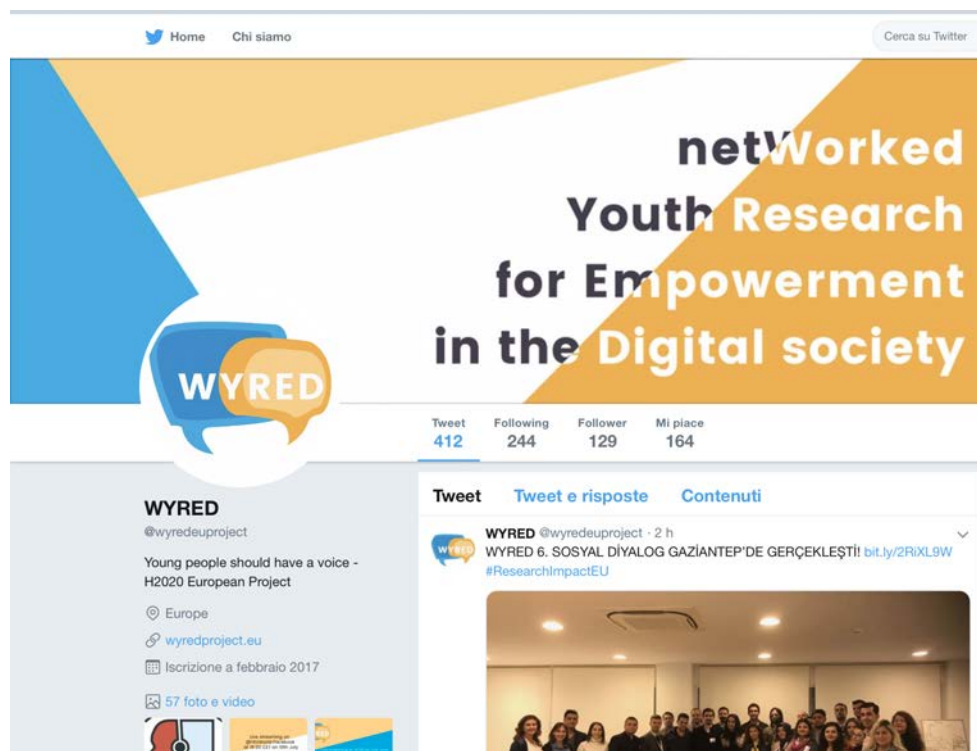 Home Chi siamo Cerca su Twitter
netWorked
Youth Research
for Empowerment
in the Digital society
WYRED
Tweet Following Follower Mi piace
412 244 129 164
WYRED
@wyredeuproject
Young people should have a voice -
H2020 European Project
Europe
wyredproject.eu
Iscrizione a febbraio 2017
57 foto e video
Tweet Tweet e risposte Contenuti
WYRED @wyredeuproject · 2 h
WYRED
WYRED 6. SOSYAL DİYALOG GAZİANTEP'DE GERÇEKLEŞTİ! bit.ly/2RiXL9W
#ResearchImpactEU